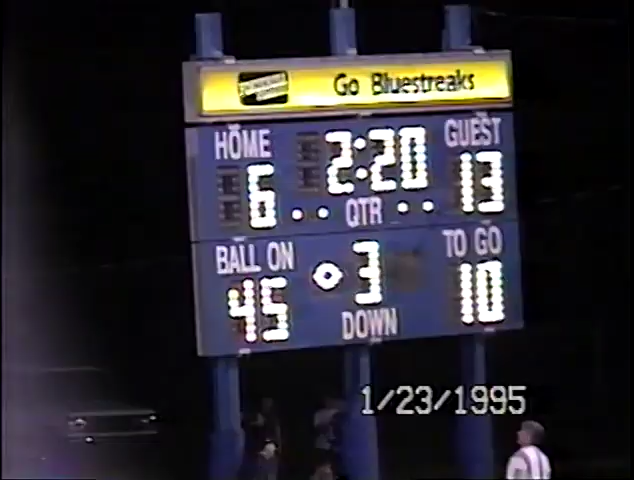 Go Bluestreaks
HOME 2:20 GUEST
6 QTR 13
BALL ON 3 TO GO
45 DOWN 10
1/23/1995